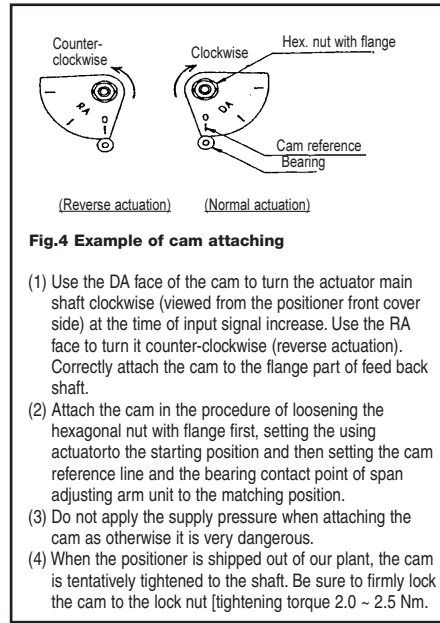 Counter-
clockwise
Clockwise
Hex. nut with flange
RA
0
DA
0
Cam reference
Bearing
(Reverse actuation)
(Normal actuation)
Fig.4 Example of cam attaching
(1) Use the DA face of the cam to turn the actuator main
shaft clockwise (viewed from the positioner front cover
side) at the time of input signal increase. Use the RA
face to turn it counter-clockwise (reverse actuation).
Correctly attach the cam to the flange part of feed back
shaft.
(2) Attach the cam in the procedure of loosening the
hexagonal nut with flange first, setting the using
actuatorto the starting position and then setting the cam
reference line and the bearing contact point of span
adjusting arm unit to the matching position.
(3) Do not apply the supply pressure when attaching the
cam as otherwise it is very dangerous.
(4) When the positioner is shipped out of our plant, the cam
is tentatively tightened to the shaft. Be sure to firmly lock
the cam to the lock nut [tightening torque 2.0 ~ 2.5 Nm.